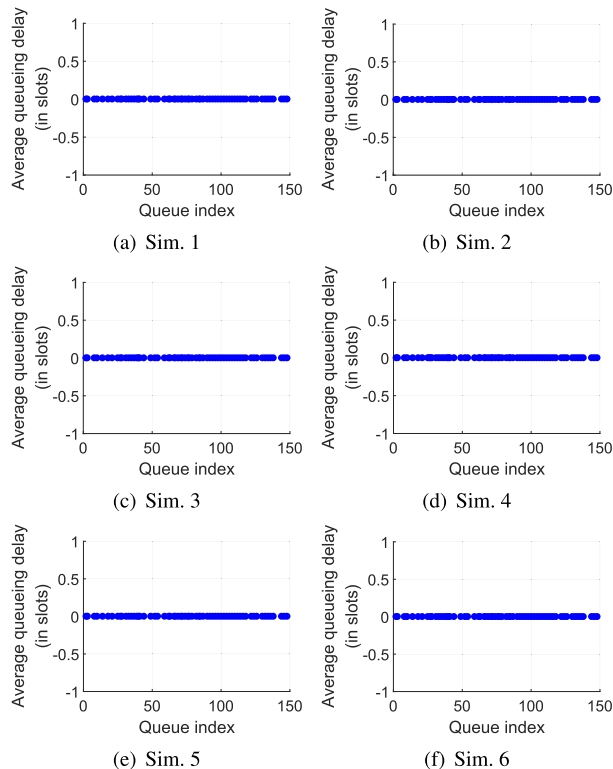 Average queueing delay
(in slots)
1
0.5
0
-0.5
-1
0 50 100 150
Queue index
(a) Sim. 1
Average queueing delay
(in slots)
1
0.5
0
-0.5
-1
0 50 100 150
Queue index
(b) Sim. 2
Average queueing delay
(in slots)
1
0.5
0
-0.5
-1
0 50 100 150
Queue index
(c) Sim. 3
Average queueing delay
(in slots)
1
0.5
0
-0.5
-1
0 50 100 150
Queue index
(d) Sim. 4
Average queueing delay
(in slots)
1
0.5
0
-0.5
-1
0 50 100 150
Queue index
(e) Sim. 5
Average queueing delay
(in slots)
1
0.5
0
-0.5
-1
0 50 100 150
Queue index
(f) Sim. 6